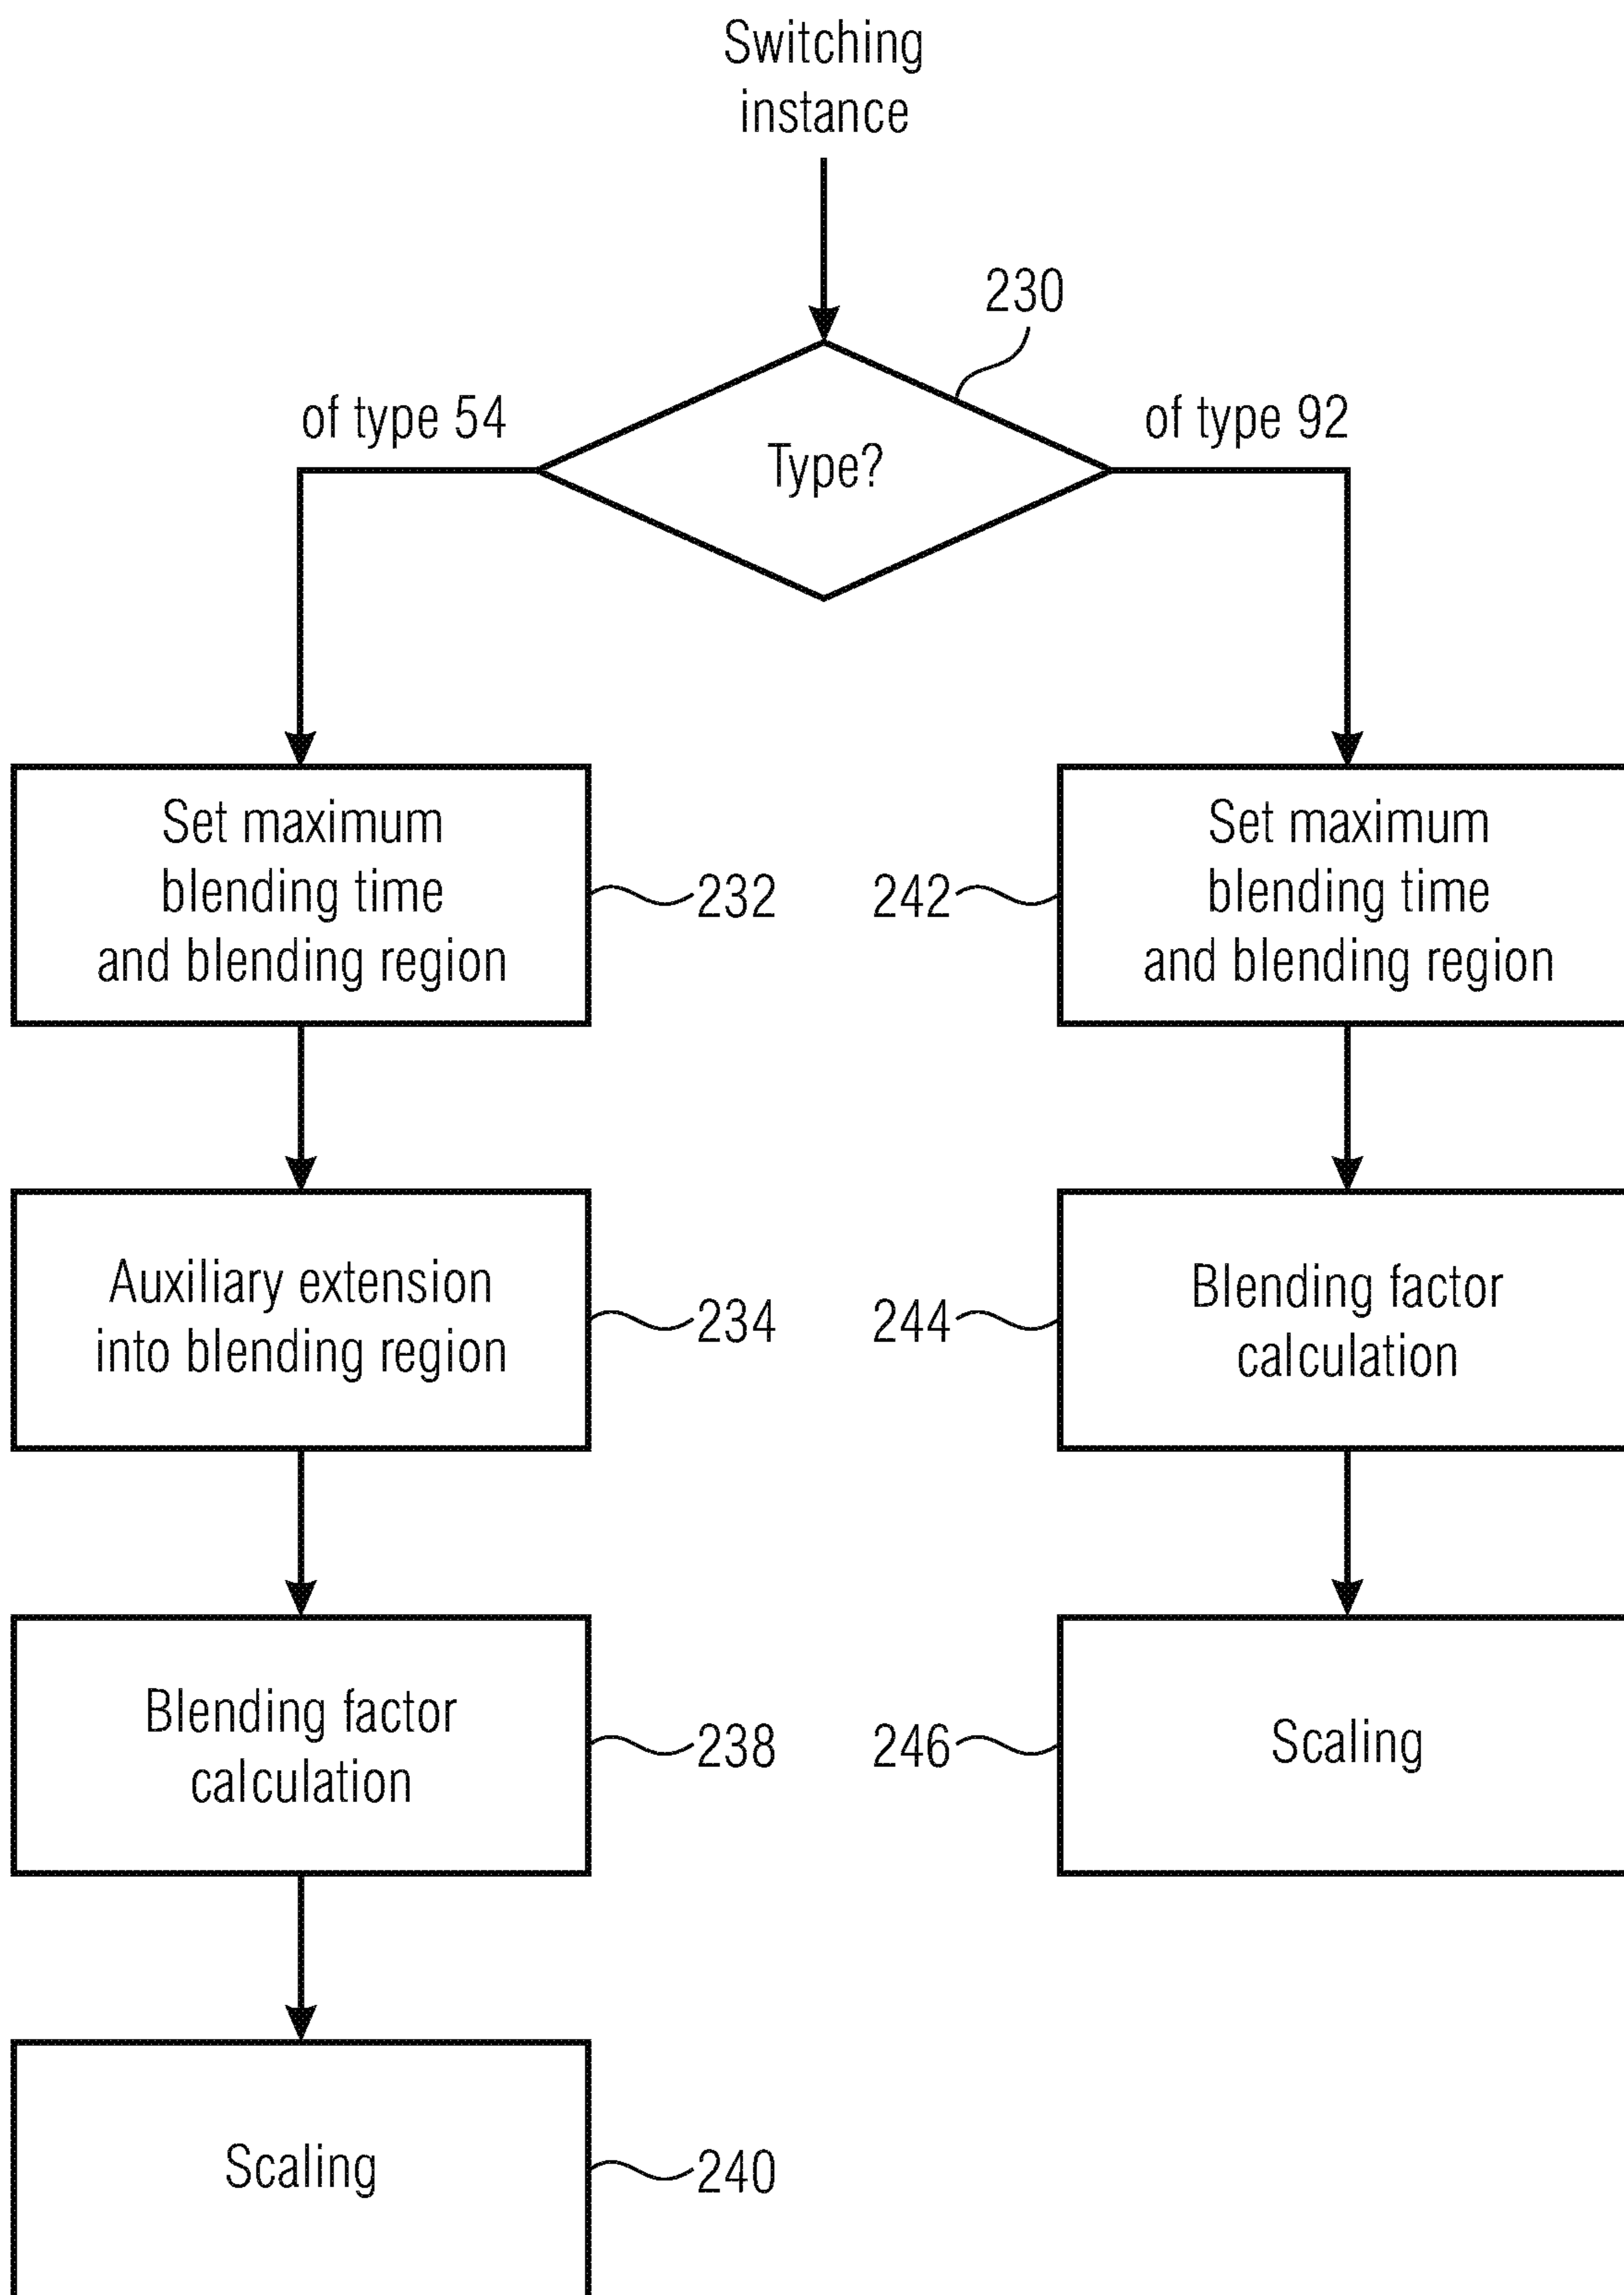 Switching
instance
230
of type 54
Type?
of type 92
Set maximum
blending time
and blending region
232
242
Set maximum
blending time
and blending region
Auxiliary extension
into blending region
234
244
Blending factor
calculation
Blending factor
calculation
238
246
Scaling
Scaling
240